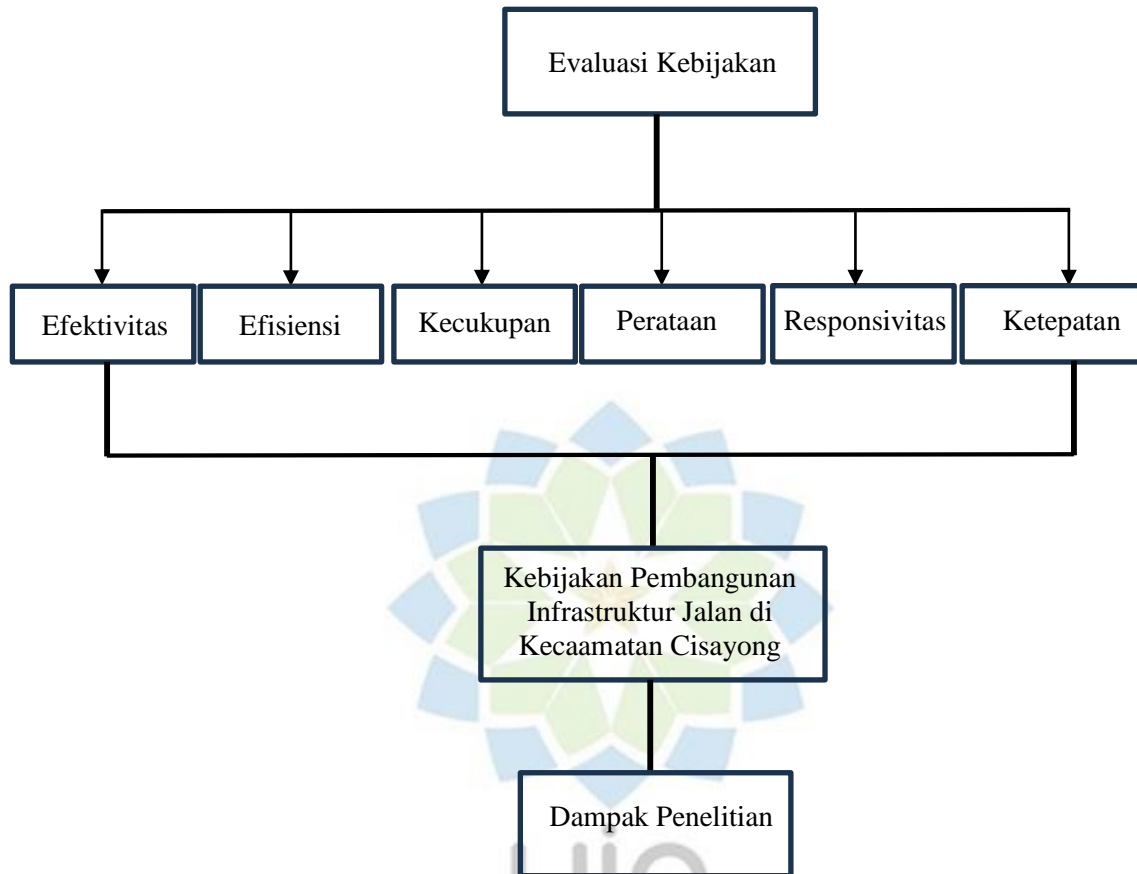 Evaluasi Kebijakan
Efektivitas
Efisiensi
Kecukupan
Perataan
Responsivitas
Ketepatan
Kebijakan Pembangunan
Infrastruktur Jalan di
Kecaamatan Cisayong
Dampak Penelitian